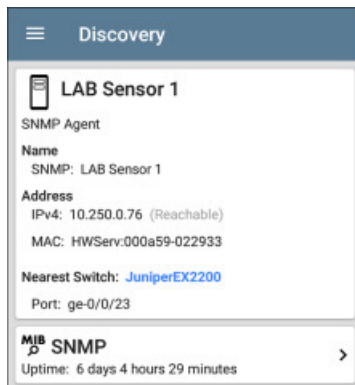 Discovery
LAB Sensor 1
SNMP Agent
Name
SNMP: LAB Sensor 1
Address
IPv4: 10.250.0.76 (Reachable)
MAC: HWServ:000a59-022933
Nearest Switch: JuniperEX2200
Port: ge-0/0/23
MIB SNMP
Uptime: 6 days 4 hours 29 minutes